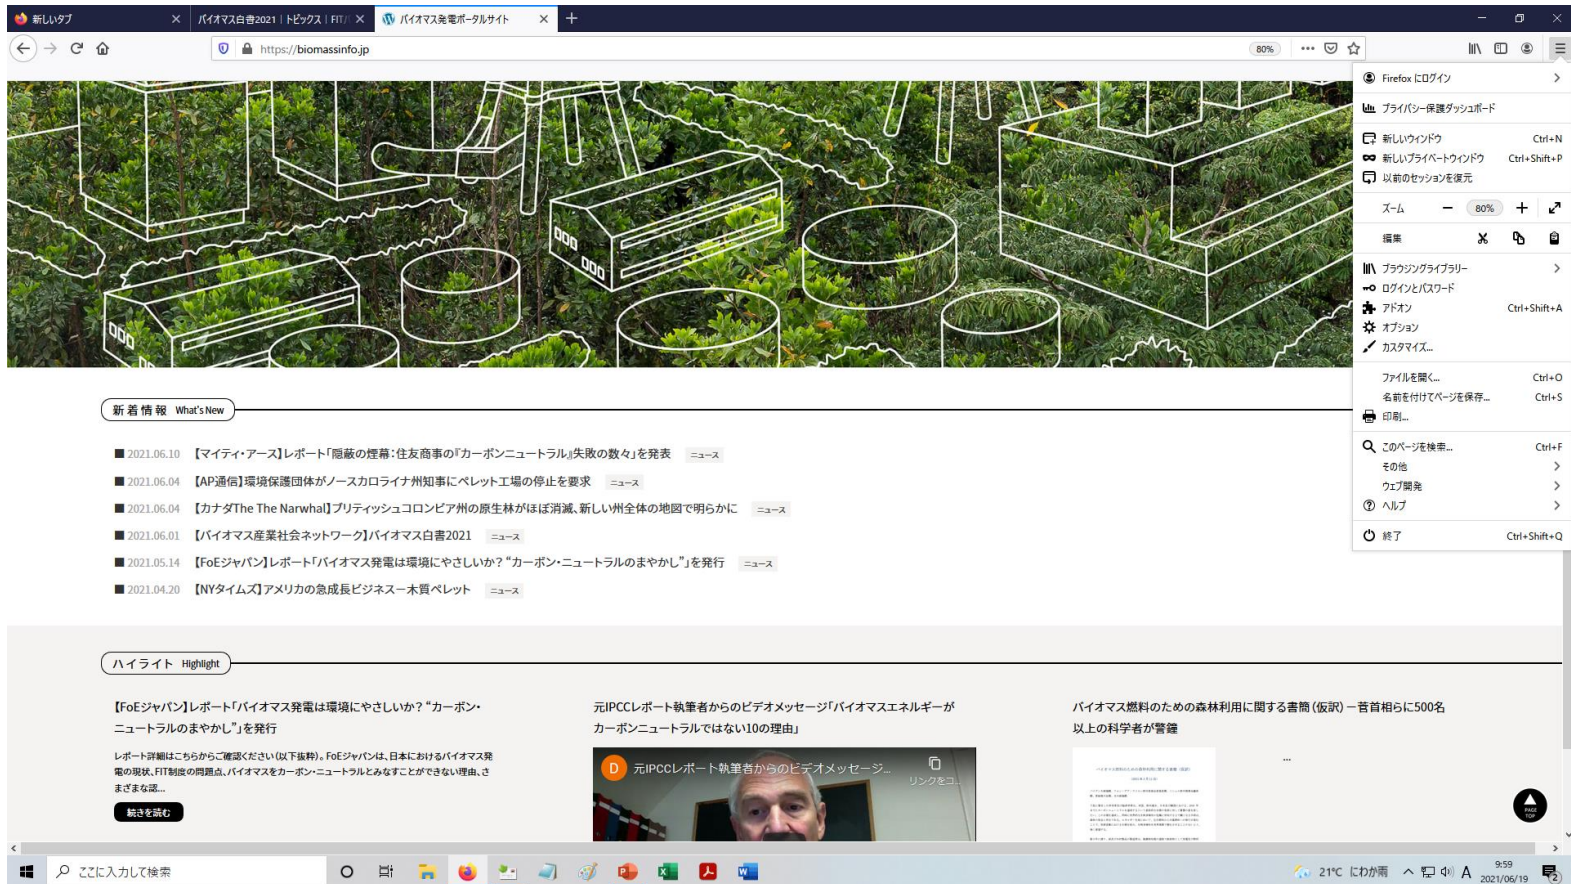 新しいタブ
バイオマス白書2021 | トピックス | FIT/
バイオマス発電ポータルサイト
https://biomassinfo.jp
80%
Firefox にログイン
プライバシー保護ダッシュボード
新しいウィンドウ Ctrl+N
新しいプライベートウィンドウ Ctrl+Shift+P
以前のセッションを復元
ズーム 80%
編集
ブラウジングライブラリー
ログインとパスワード
アドオン Ctrl+Shift+A
オプション
カスタマイズ...
ファイルを開く... Ctrl+O
名前を付けてページを保存... Ctrl+S
印刷...
このページを検索... Ctrl+F
その他
ウェブ開発
ヘルプ
終了 Ctrl+Shift+Q
新着情報 What's New
■ 2021.06.10 【マイティ・アース】レポート「隠蔽の煙幕：住友商事の『カーボンニュートラル』失敗の数々」を発表 ニュース
■ 2021.06.04 【AP通信】環境保護団体がノースカロライナ州知事にペレット工場の停止を要求 ニュース
■ 2021.06.04 【カナダThe The Narwhal】ブリティッシュコロンビア州の原生林がほぼ消滅、新しい州全体の地図で明らかに ニュース
■ 2021.06.01 【バイオマス産業社会ネットワーク】バイオマス白書2021 ニュース
■ 2021.05.14 【FoEジャパン】レポート「バイオマス発電は環境にやさしいか？“カーボン・ニュートラルのまやかし”」を発行 ニュース
■ 2021.04.20 【NYタイムズ】アメリカの急成長ビジネスー木質ペレット ニュース
ハイライト Highlight
【FoEジャパン】レポート「バイオマス発電は環境にやさしいか？“カーボン・
ニュートラルのまやかし”」を発行
レポート詳細はこちらからご確認ください（以下抜粋）。FoEジャパンは、日本におけるバイオマス発
電の現状、FIT制度の問題点、バイオマスをカーボン・ニュートラルとみなすことができない理由、さ
まざまな認...
続きを読む
元IPCCレポート執筆者からのビデオメッセージ「バイオマスエネルギーが
カーボンニュートラルではない10の理由」
D 元IPCCレポート執筆者からのビデオメッセージ...
リンクをコ...
バイオマス燃料のための森林利用に関する書簡（仮訳）－菅首相らに500名
以上の科学者が警鐘
バイオマス燃料のための森林利用に関する書簡（仮訳）
...
PAGE
TOP
ここに入力して検索
21°C にわか雨
A
9:59
2021/06/19
2